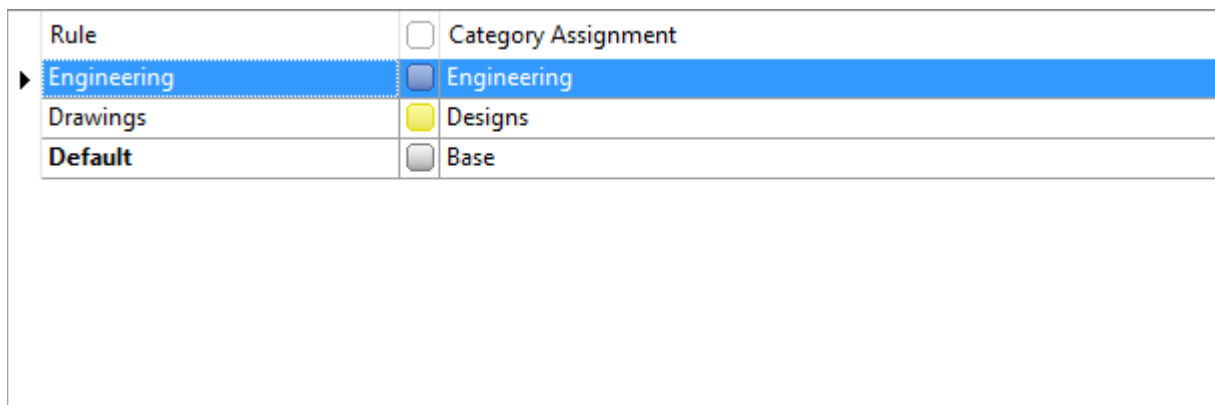 Rule Category Assignment
Engineering Engineering
Drawings Designs
Default Base